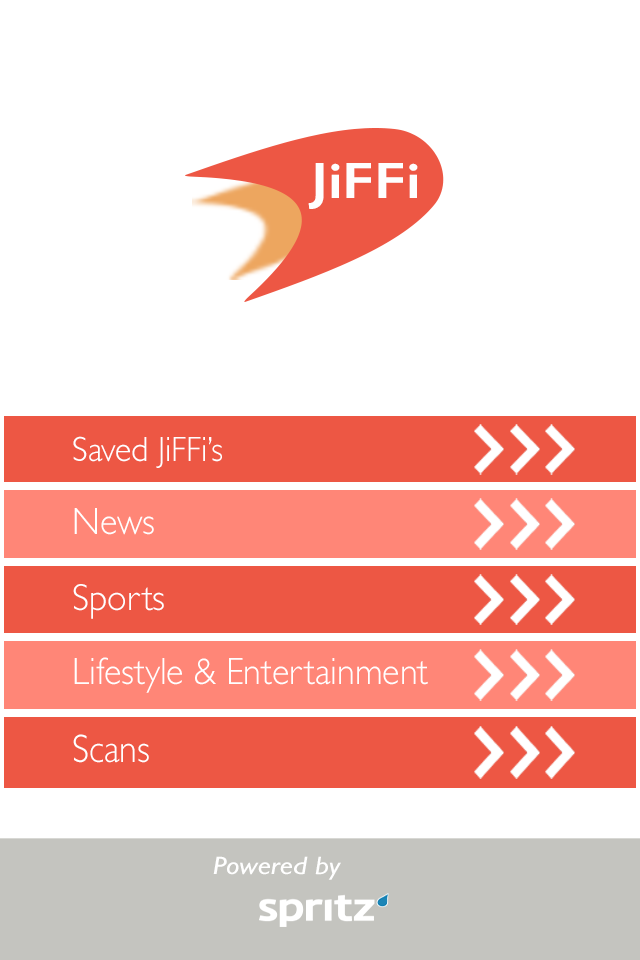 JiFFi
Saved JiFFi's
News
Sports
Lifestyle & Entertainment
Scans
Powered by
spritz